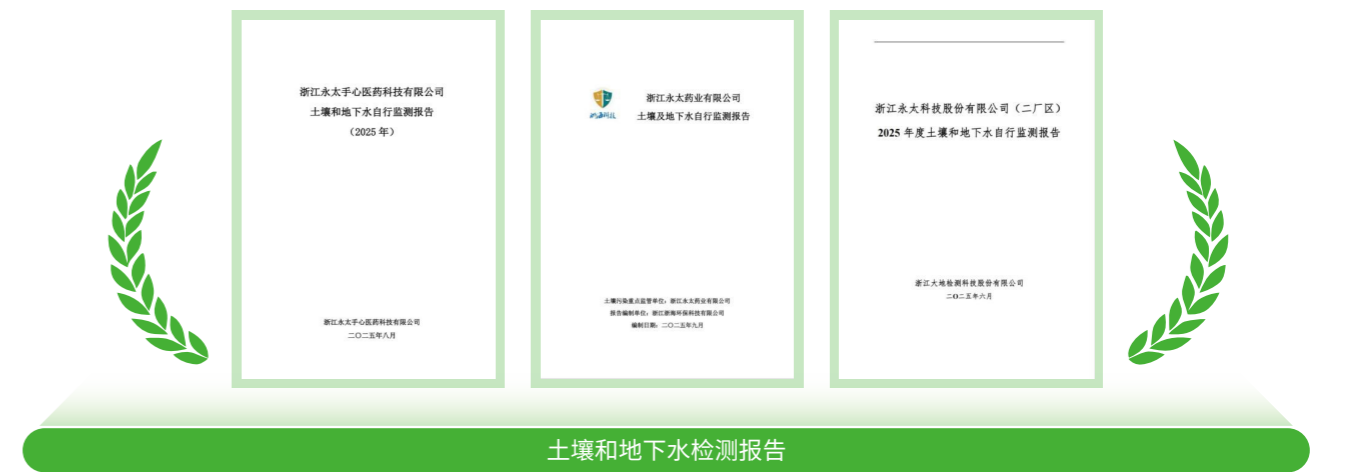 浙江永太手心医药科技有限公司
土壤和地下水自行监测报告
（2025 年）
浙江永太手心医药科技有限公司
二〇二五年八月
浙江永太药业有限公司
土壤及地下水自行监测报告
土壤污染重点监管单位：浙江永太药业有限公司
报告编制单位：浙江浙海环保科技有限公司
编制日期：二〇二五年九月
浙江永太科技股份有限公司（二厂区）
2025 年度土壤和地下水自行监测报告
浙江大地检测科技股份有限公司
二〇二五年六月
土壤和地下水检测报告